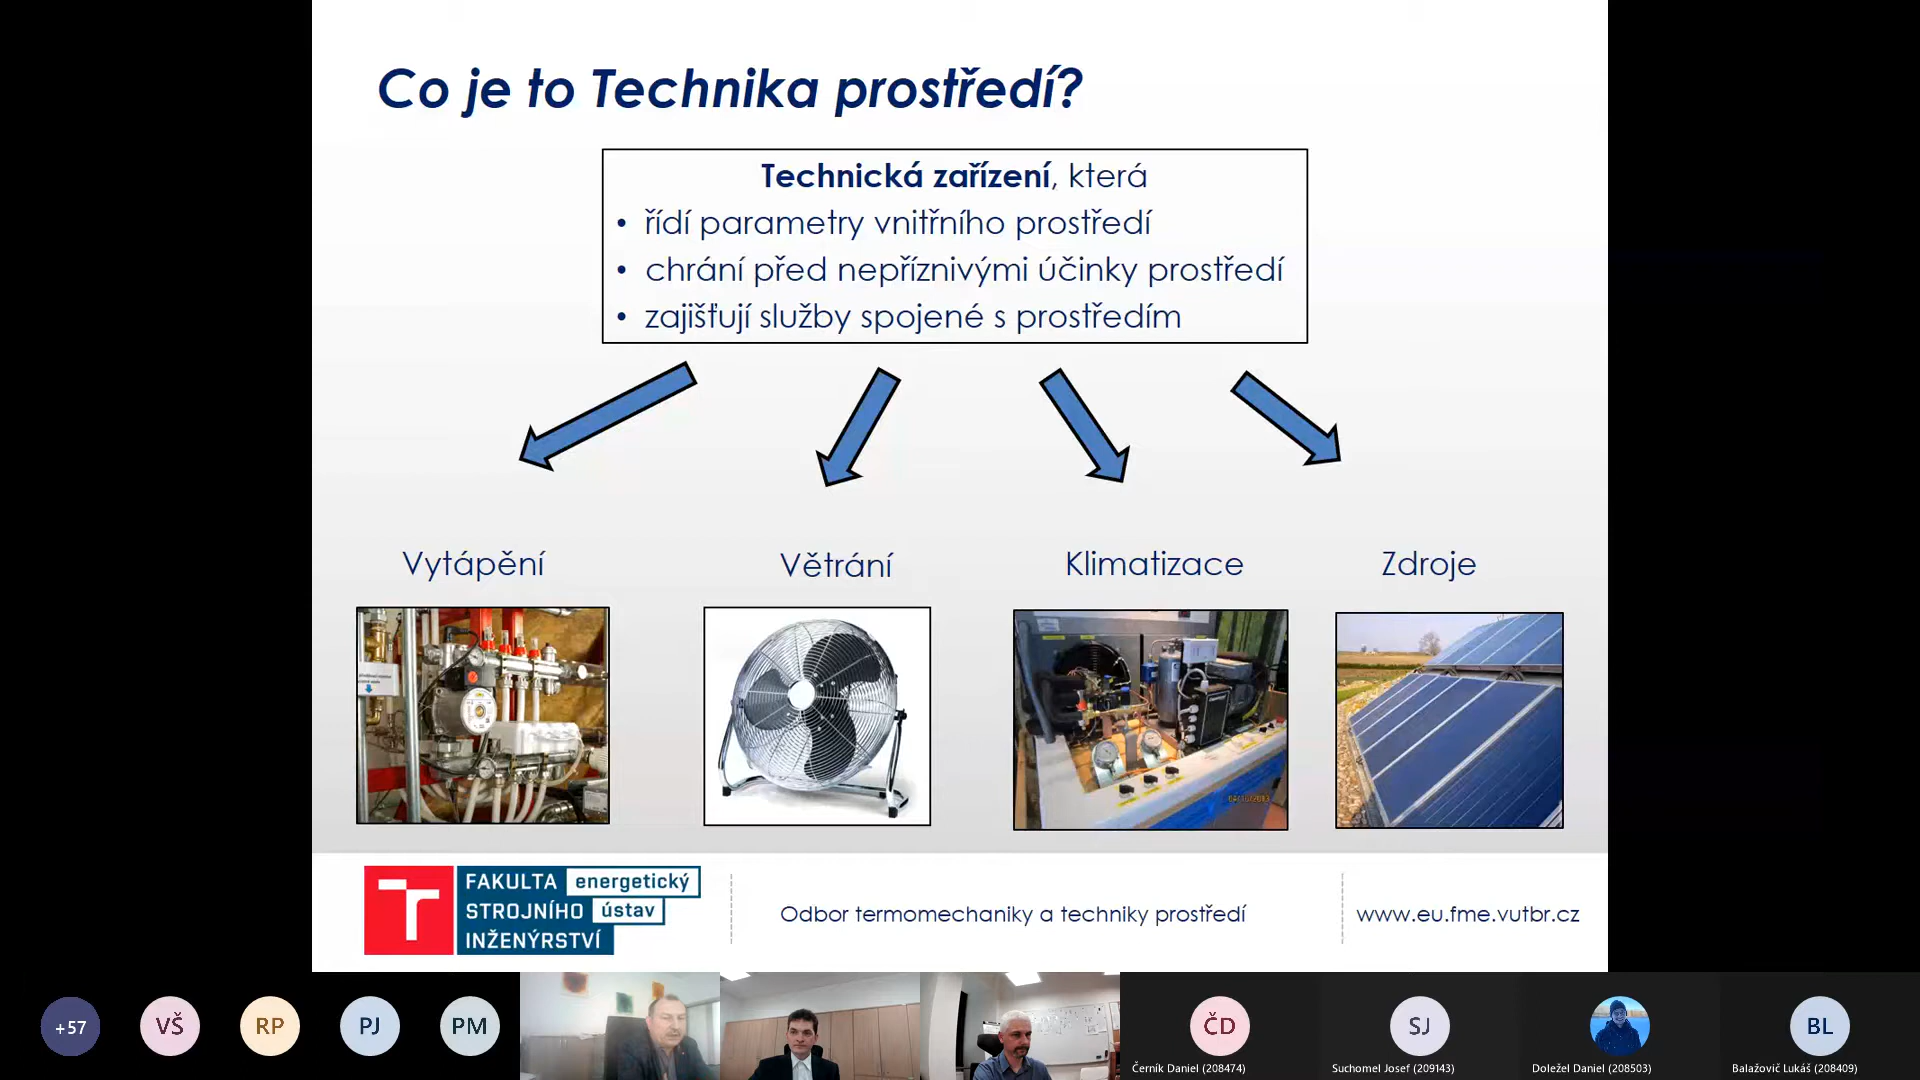 Co je to Technika prostředí?
Technická zařízení, která
• řídí parametry vnitřního prostředí
• chrání před nepříznivými účinky prostředí
• zajišťují služby spojené s prostředím
Vytápění
Větrání
Klimatizace
Zdroje
FAKULTA energetický
STROJNÍHO ústav
INŽENÝRSTVÍ
Odbor termomechaniky a techniky prostředí
www.eu.fme.vutbr.cz
+57
VŠ
RP
PJ
PM
ČD
SJ
BL
Černík Daniel (208474)
Suchomel Josef (209143)
Doležel Daniel (208503)
Balažovič Lukáš (208409)